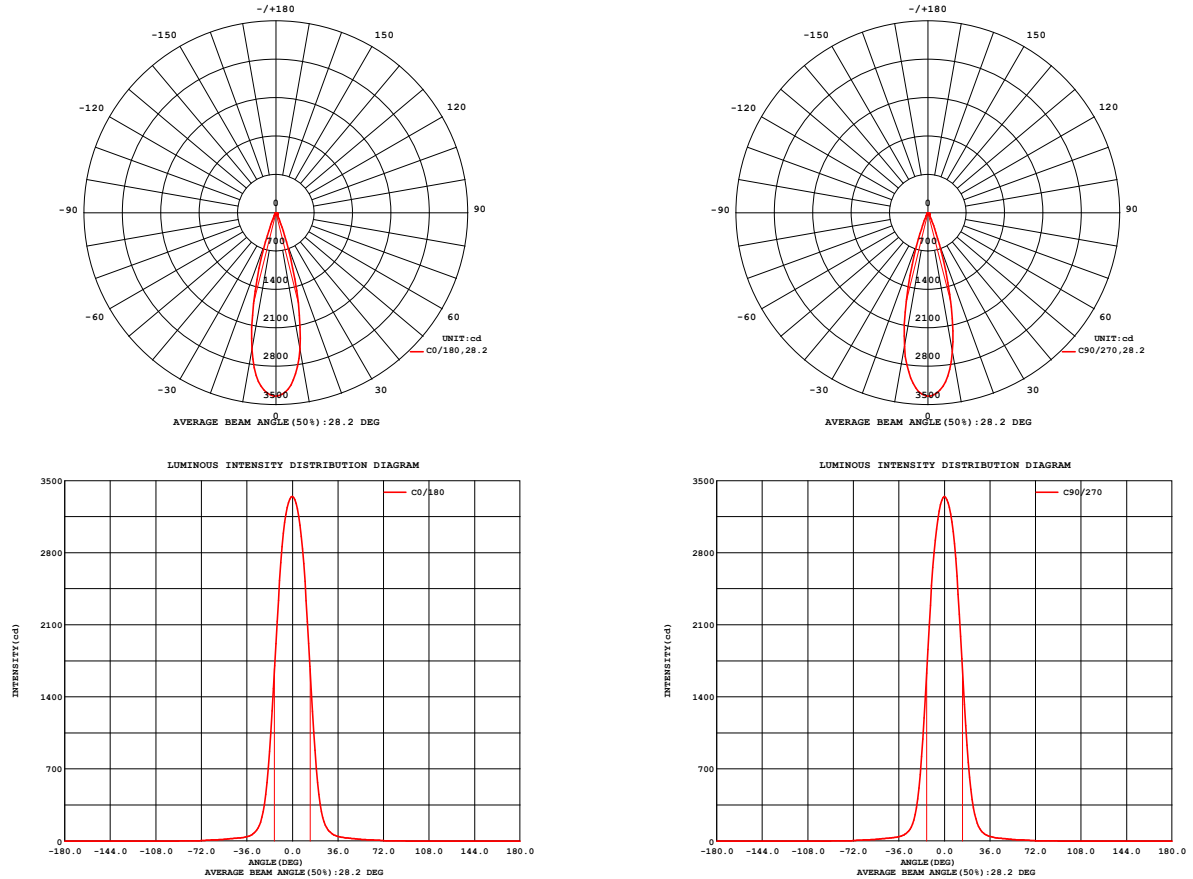 -/+180
-150
150
-120
120
-90
90
0
700
1400
2100
2800
3500
-60
60
-30
30
0
UNIT:cd
C0/180,28.2
AVERAGE BEAM ANGLE(50%):28.2 DEG
-/+180
-150
150
-120
120
-90
90
0
700
1400
2100
2800
3500
-60
60
-30
30
0
UNIT:cd
C90/270,28.2
AVERAGE BEAM ANGLE(50%):28.2 DEG
LUMINOUS INTENSITY DISTRIBUTION DIAGRAM
C0/180
INTENSITY(cd)
3500
2800
2100
1400
700
0
-180.0 -144.0 -108.0 -72.0 -36.0 0.0 36.0 72.0 108.0 144.0 180.0
ANGLE(DEG)
AVERAGE BEAM ANGLE(50%):28.2 DEG
LUMINOUS INTENSITY DISTRIBUTION DIAGRAM
C90/270
INTENSITY(cd)
3500
2800
2100
1400
700
0
-180.0 -144.0 -108.0 -72.0 -36.0 0.0 36.0 72.0 108.0 144.0 180.0
ANGLE(DEG)
AVERAGE BEAM ANGLE(50%):28.2 DEG